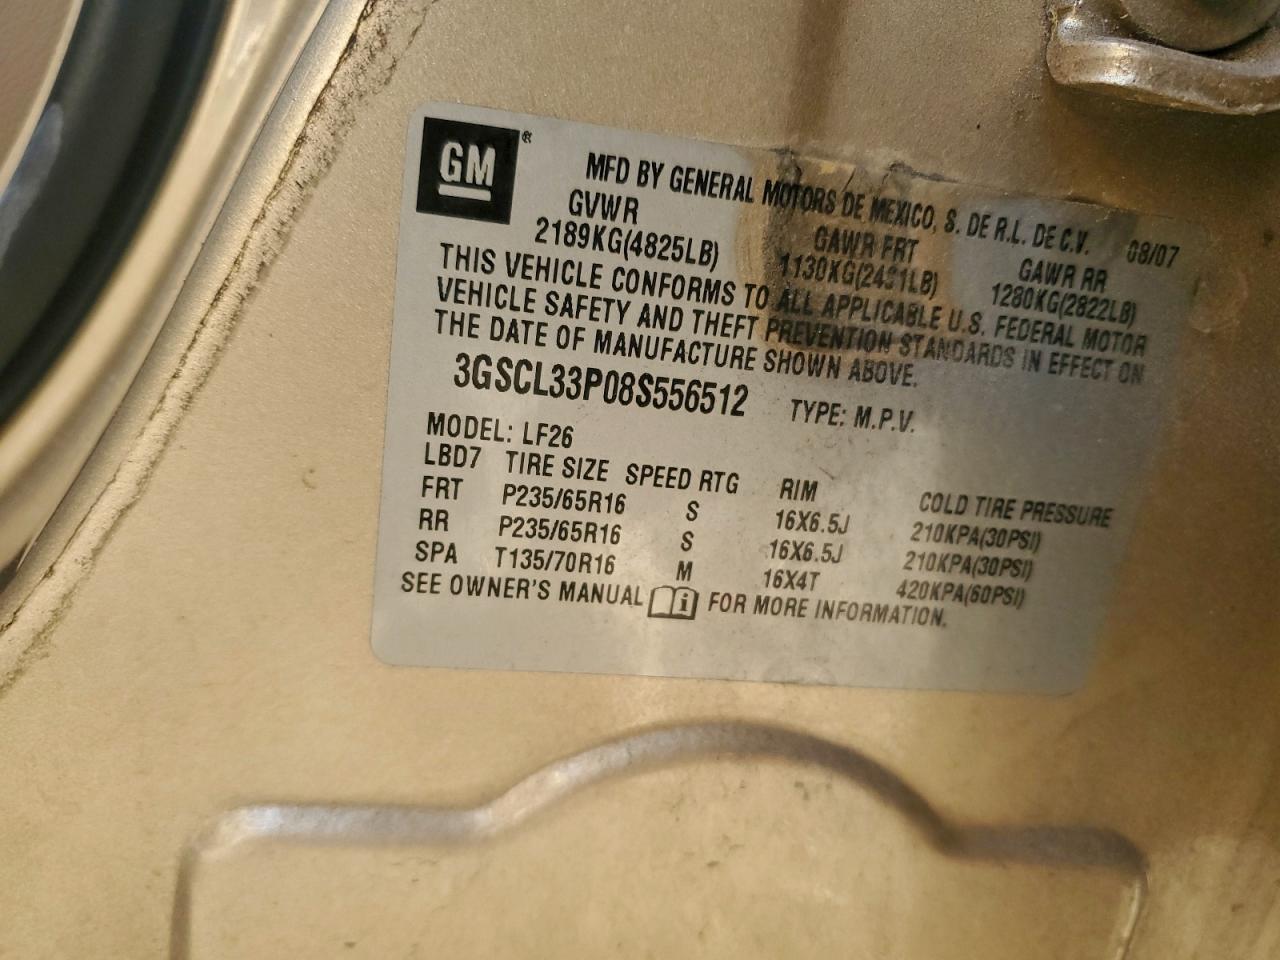 GM®
MFD BY GENERAL MOTORS DE MEXICO, S. DE R.L. DE C.V. 08/07
GVWR GAWR FRT GAWR RR
2189KG(4825LB) 1130KG(2491LB) 1280KG(2822LB)
THIS VEHICLE CONFORMS TO ALL APPLICABLE U.S. FEDERAL MOTOR
VEHICLE SAFETY AND THEFT PREVENTION STANDARDS IN EFFECT ON
THE DATE OF MANUFACTURE SHOWN ABOVE.
3GSCL33P08S556512 TYPE: M.P.V.
MODEL: LF26
LBD7 TIRE SIZE SPEED RTG RIM COLD TIRE PRESSURE
FRT P235/65R16 S 16X6.5J 210KPA(30PSI)
RR P235/65R16 S 16X6.5J 210KPA(30PSI)
SPA T135/70R16 M 16X4T 420KPA(60PSI)
SEE OWNER'S MANUAL i FOR MORE INFORMATION.